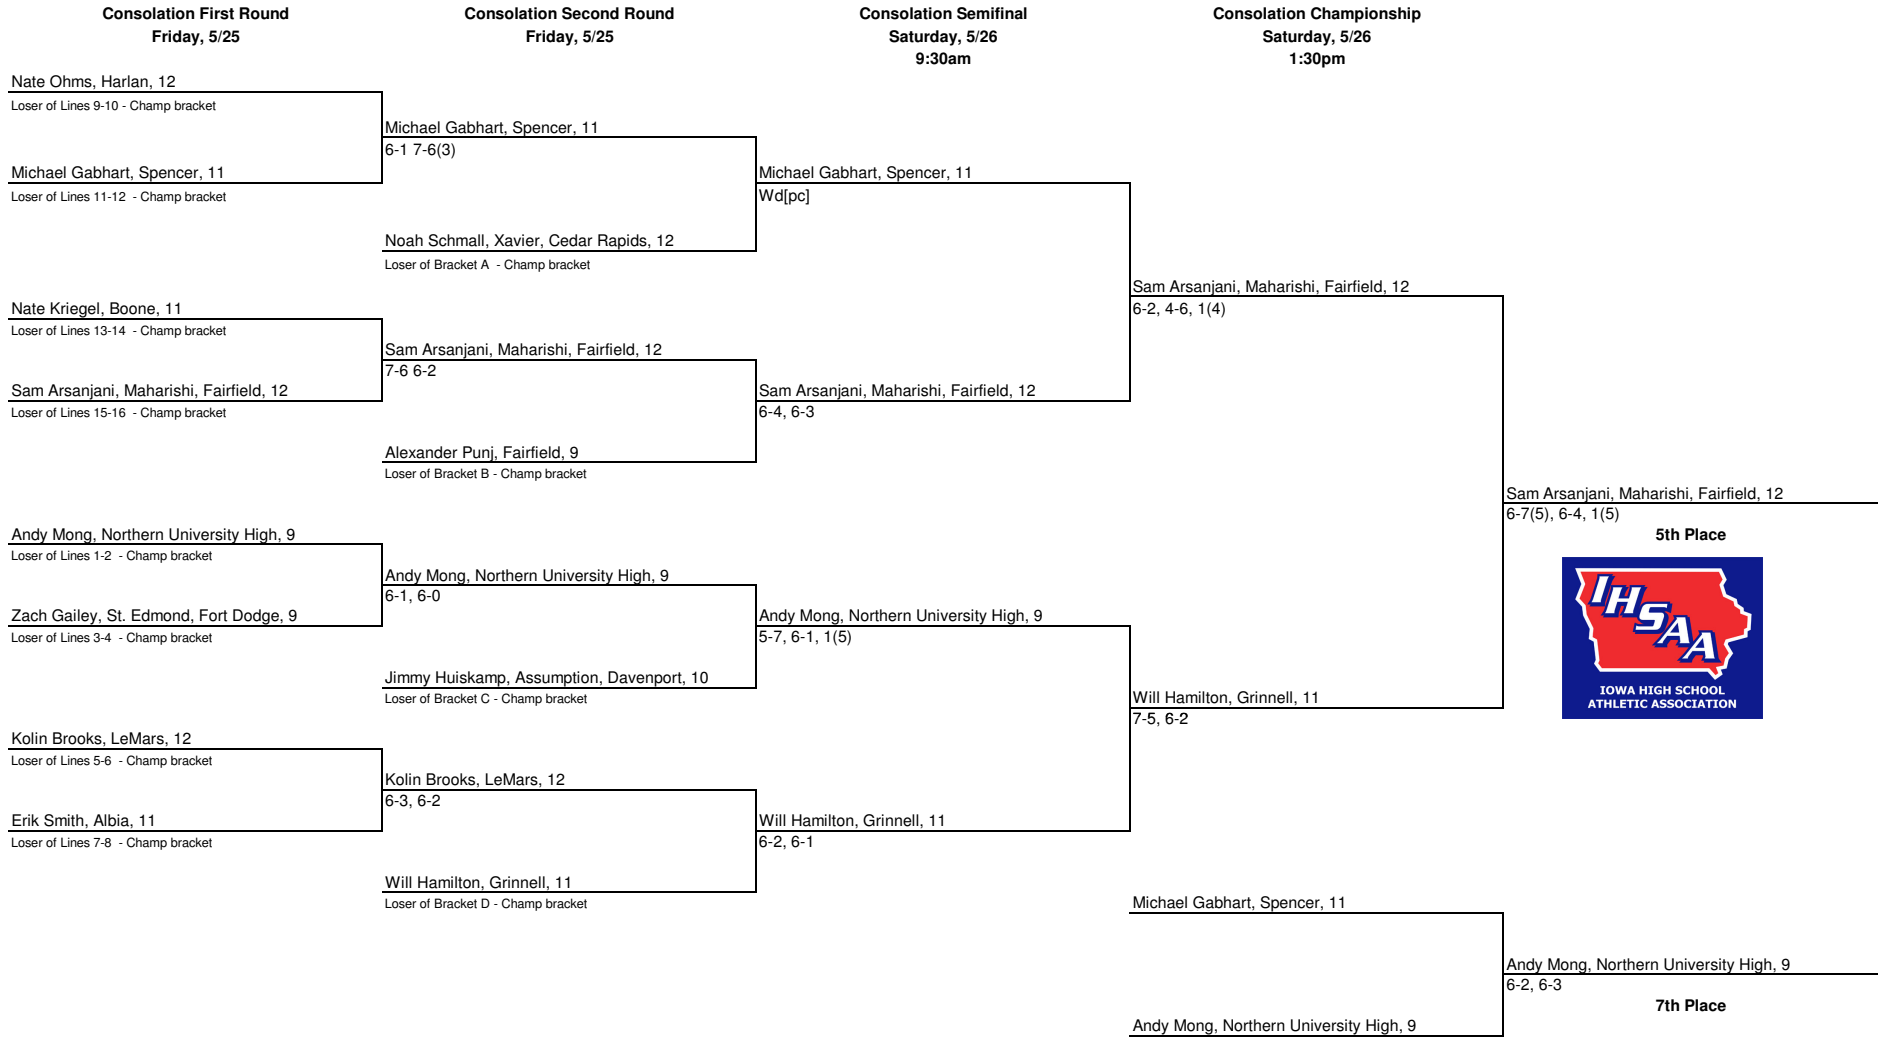 Consolation First Round
Friday, 5/25
Consolation Second Round
Friday, 5/25
Consolation Semifinal
Saturday, 5/26
9:30am
Consolation Championship
Saturday, 5/26
1:30pm
Nate Ohms, Harlan, 12
Loser of Lines 9-10 - Champ bracket
Michael Gabhart, Spencer, 11
6-1 7-6(3)
Michael Gabhart, Spencer, 11
Loser of Lines 11-12 - Champ bracket
Michael Gabhart, Spencer, 11
Wd[pc]
Noah Schmall, Xavier, Cedar Rapids, 12
Loser of Bracket A - Champ bracket
Sam Arsanjani, Maharishi, Fairfield, 12
6-2, 4-6, 1(4)
Nate Kriegel, Boone, 11
Loser of Lines 13-14 - Champ bracket
Sam Arsanjani, Maharishi, Fairfield, 12
7-6 6-2
Sam Arsanjani, Maharishi, Fairfield, 12
Loser of Lines 15-16 - Champ bracket
Sam Arsanjani, Maharishi, Fairfield, 12
6-4, 6-3
Alexander Punj, Fairfield, 9
Loser of Bracket B - Champ bracket
Sam Arsanjani, Maharishi, Fairfield, 12
6-7(5), 6-4, 1(5)
5th Place
Andy Mong, Northern University High, 9
Loser of Lines 1-2 - Champ bracket
Andy Mong, Northern University High, 9
6-1, 6-0
Zach Gailey, St. Edmond, Fort Dodge, 9
Loser of Lines 3-4 - Champ bracket
Andy Mong, Northern University High, 9
5-7, 6-1, 1(5)
IHSAA
IOWA HIGH SCHOOL
ATHLETIC ASSOCIATION
Jimmy Huiskamp, Assumption, Davenport, 10
Loser of Bracket C - Champ bracket
Will Hamilton, Grinnell, 11
7-5, 6-2
Kolin Brooks, LeMars, 12
Loser of Lines 5-6 - Champ bracket
Kolin Brooks, LeMars, 12
6-3, 6-2
Erik Smith, Albia, 11
Loser of Lines 7-8 - Champ bracket
Will Hamilton, Grinnell, 11
6-2, 6-1
Will Hamilton, Grinnell, 11
Loser of Bracket D - Champ bracket
Michael Gabhart, Spencer, 11
Andy Mong, Northern University High, 9
6-2, 6-3
7th Place
Andy Mong, Northern University High, 9